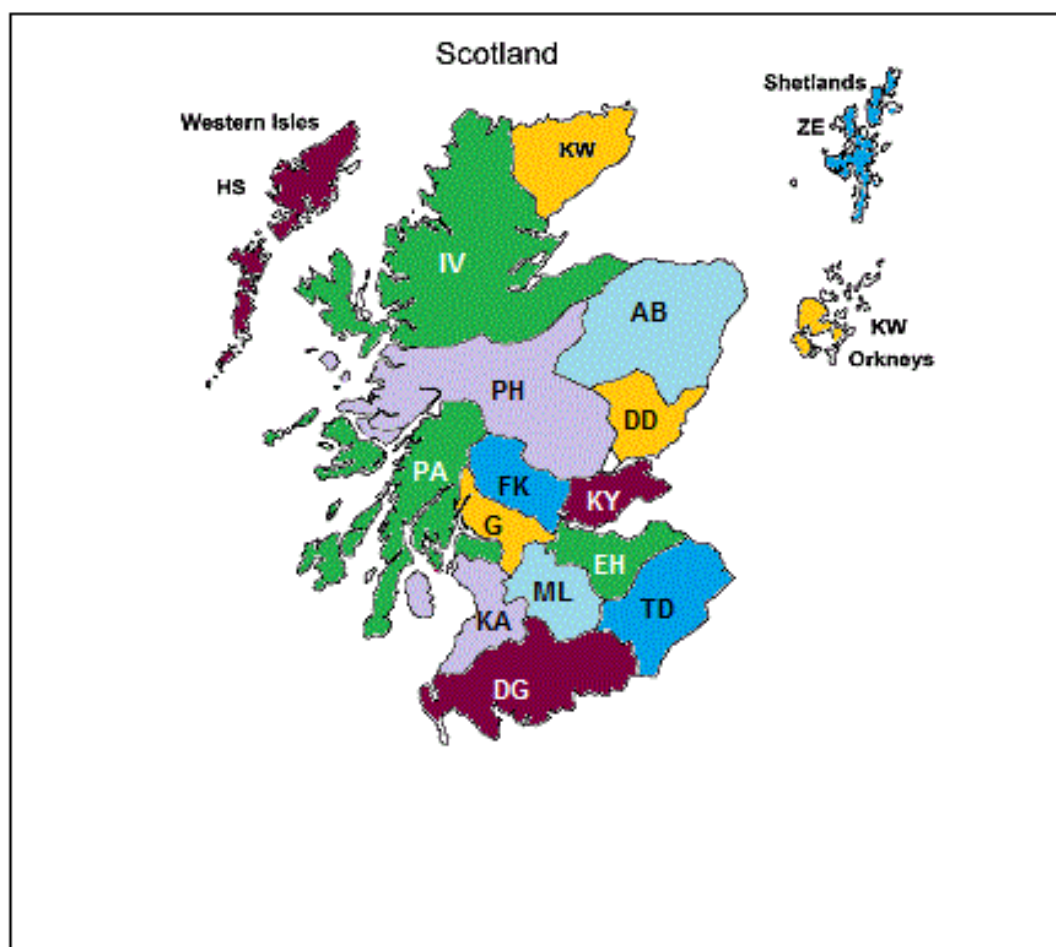 Scotland
Shetlands
ZE
Western Isles
HS
KW
IV
AB
KW
Orkneys
PH
DD
PA
FK
KY
G
EH
ML
TD
KA
DG